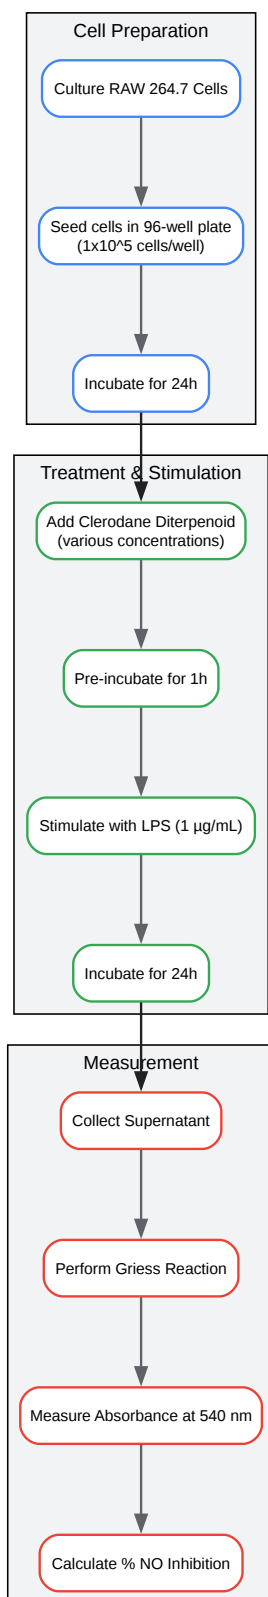 Cell Preparation
Culture RAW 264.7 Cells
Seed cells in 96-well plate
(1x10^5 cells/well)
Incubate for 24h
Treatment & Stimulation
Add Clerodane Diterpenoid
(various concentrations)
Pre-incubate for 1h
Stimulate with LPS (1 µg/mL)
Incubate for 24h
Measurement
Collect Supernatant
Perform Griess Reaction
Measure Absorbance at 540 nm
Calculate % NO Inhibition